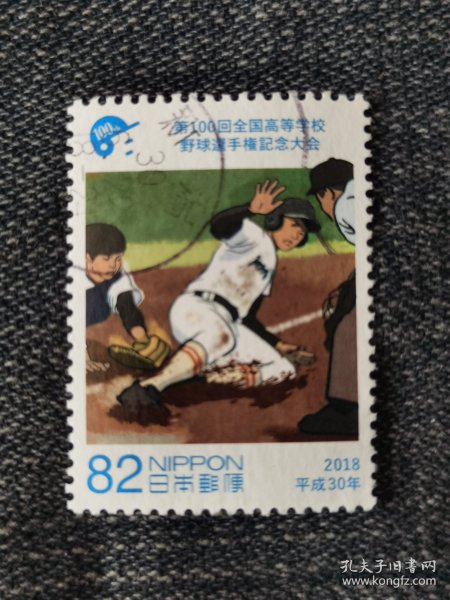 100th
第100回全国高等学校
野球選手権記念大会
82 NIPPON 2018
日本郵便 平成30年
孔夫子旧书网
www.kongfz.com